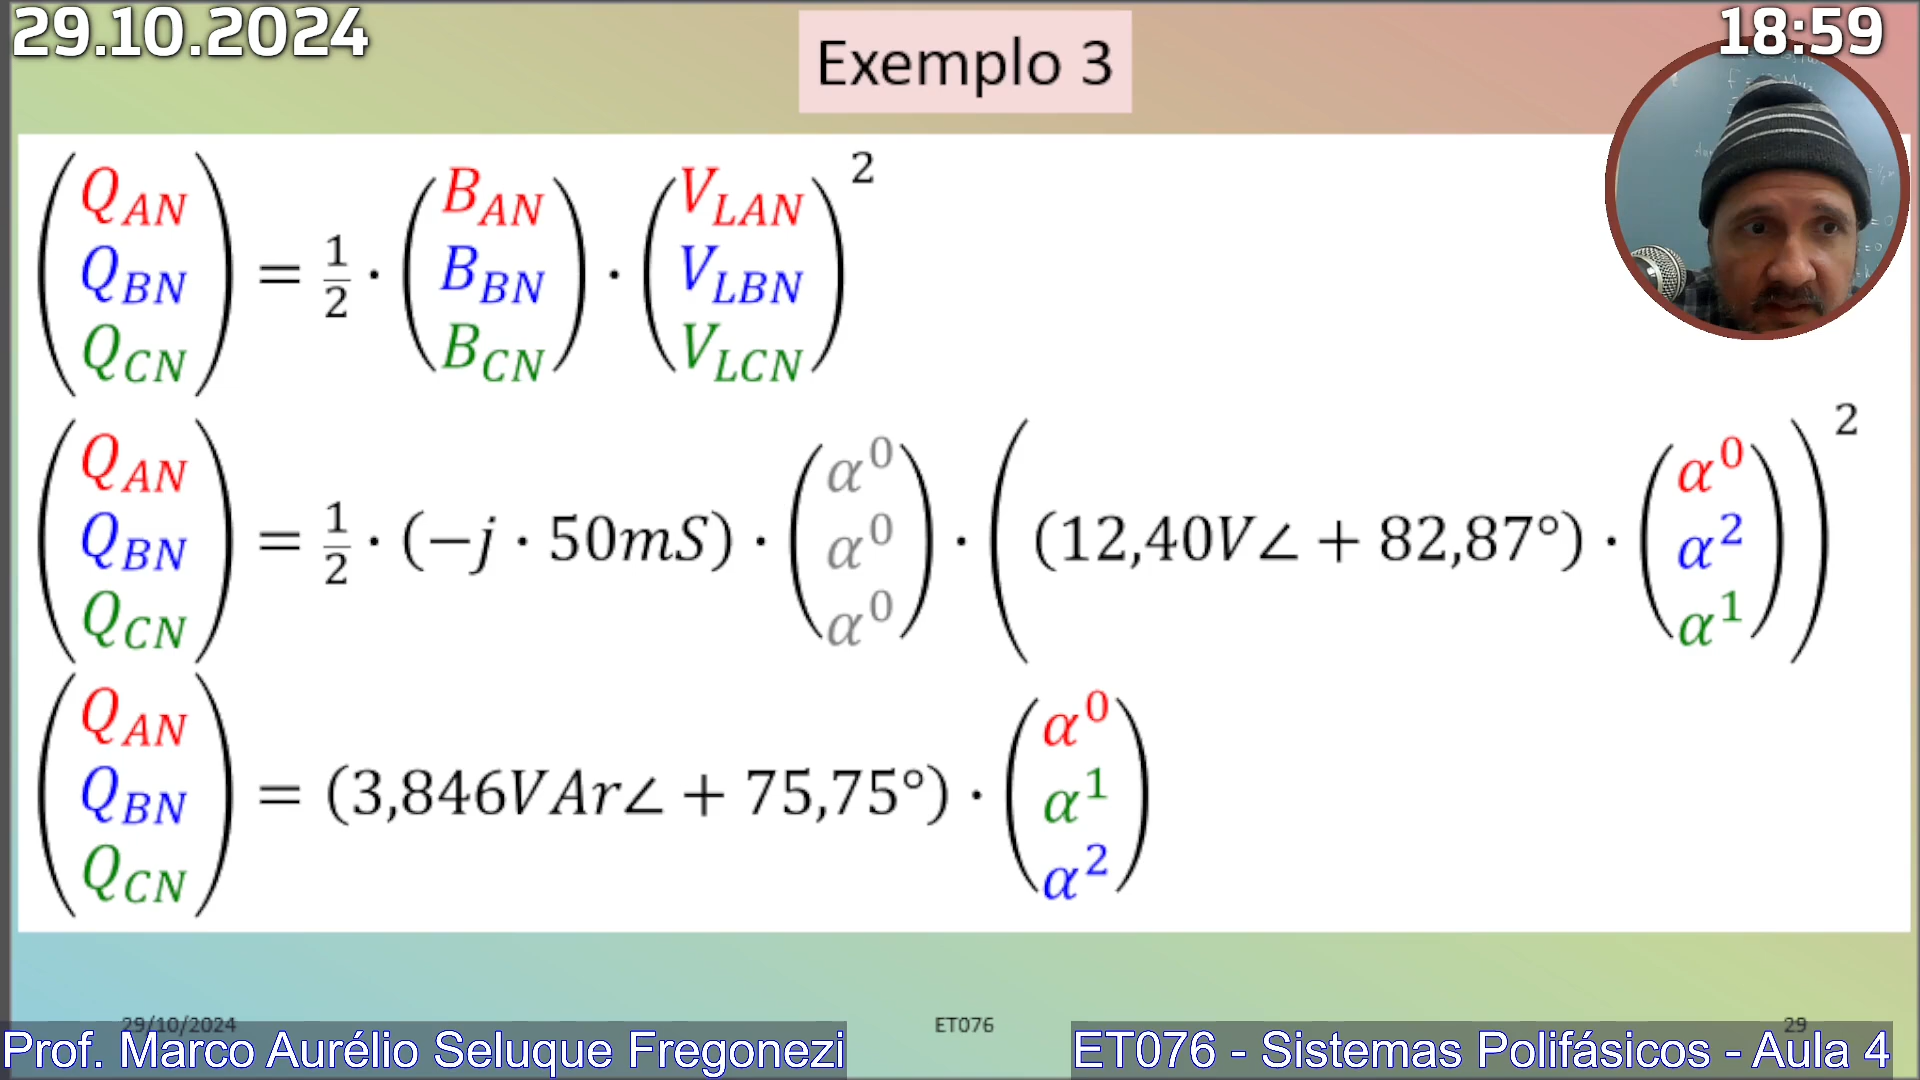 29.10.2024
18:59
Exemplo 3
(Q_AN Q_BN Q_CN) = 1/2 · (B_AN B_BN B_CN) · (V_LAN V_LBN V_LCN)^2
(Q_AN Q_BN Q_CN) = 1/2 · (−j · 50mS) · (α^0 α^0 α^0) · ((12,40V∠ + 82,87°) · (α^0 α^2 α^1))^2
(Q_AN Q_BN Q_CN) = (3,846VAr∠ + 75,75°) · (α^0 α^1 α^2)
29/10/2024
ET076
29
Prof. Marco Aurélio Seluque Fregonezi
ET076 - Sistemas Polifásicos - Aula 4